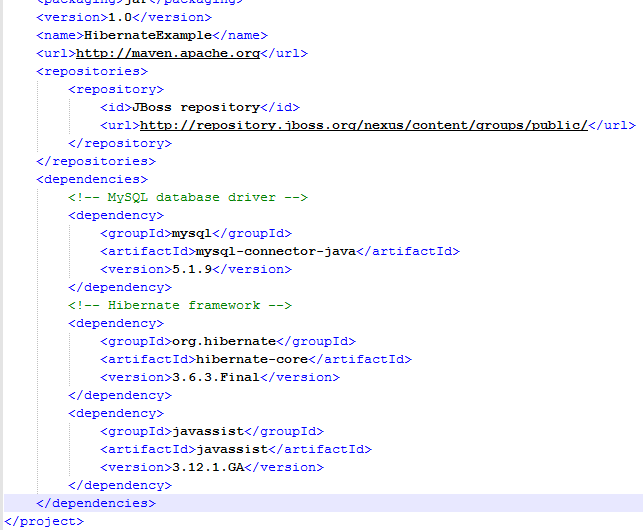 <packaging>jar</packaging>
<version>1.0</version>
<name>HibernateExample</name>
<url>http://maven.apache.org</url>
<repositories>
<repository>
<id>JBoss repository</id>
<url>http://repository.jboss.org/nexus/content/groups/public/</url>
</repository>
</repositories>
<dependencies>
<!-- MySQL database driver -->
<dependency>
<groupId>mysql</groupId>
<artifactId>mysql-connector-java</artifactId>
<version>5.1.9</version>
</dependency>
<!-- Hibernate framework -->
<dependency>
<groupId>org.hibernate</groupId>
<artifactId>hibernate-core</artifactId>
<version>3.6.3.Final</version>
</dependency>
<dependency>
<groupId>javassist</groupId>
<artifactId>javassist</artifactId>
<version>3.12.1.GA</version>
</dependency>
</dependencies>
</project>